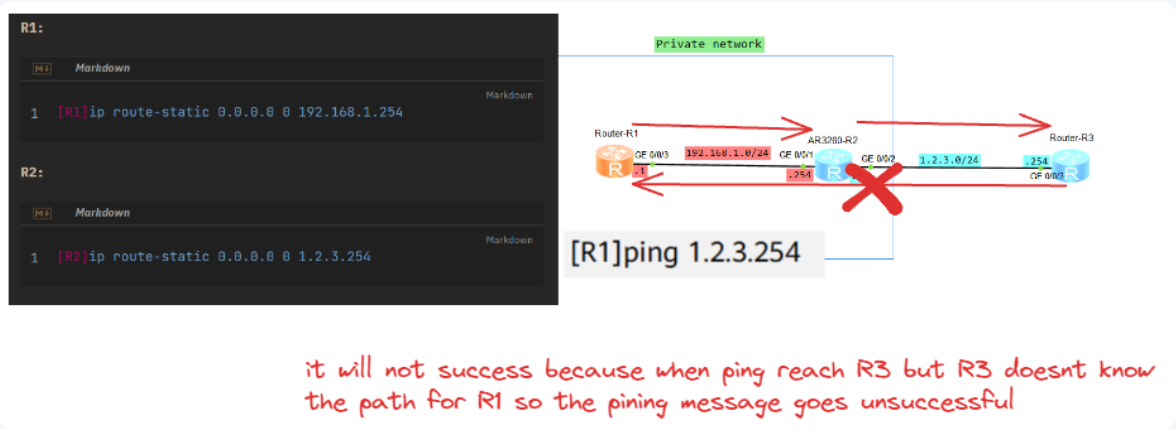 R1:
M↓ Markdown
Markdown
1 [R1]ip route-static 0.0.0.0 0 192.168.1.254
R2:
M↓ Markdown
Markdown
1 [R2]ip route-static 0.0.0.0 0 1.2.3.254
Private network
Router-R1
AR3260-R2
Router-R3
GE 0/0/3
192.168.1.0/24
GE 0/0/1
GE 0/0/2
1.2.3.0/24
.254
.1
.254
GE 0/0/3
R
R
R
[R1]ping 1.2.3.254
it will not success because when ping reach R3 but R3 doesnt know
the path for R1 so the pining message goes unsuccessful